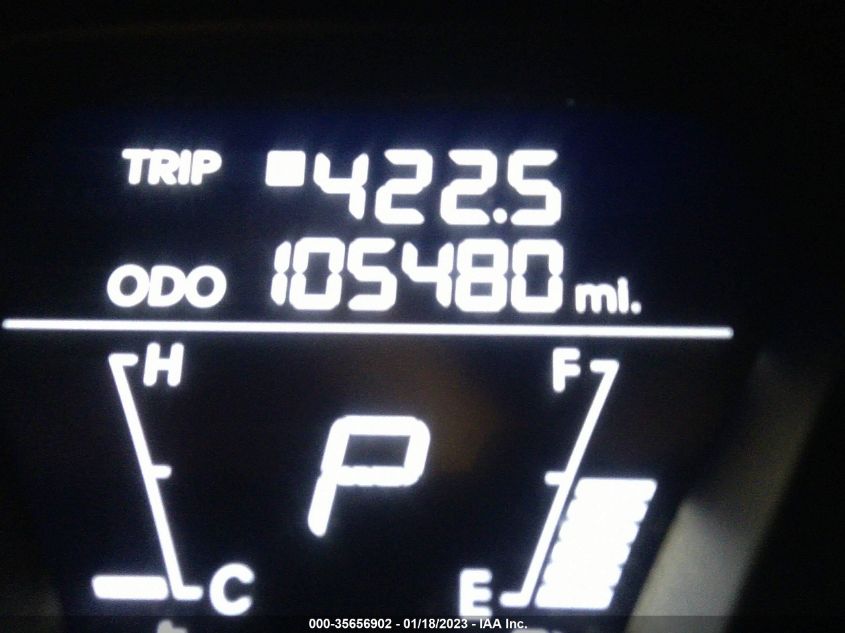 TRIP 422.5
ODO 105480 mi.
H F
P
C E
000-35656902 - 01/18/2023 - IAA Inc.